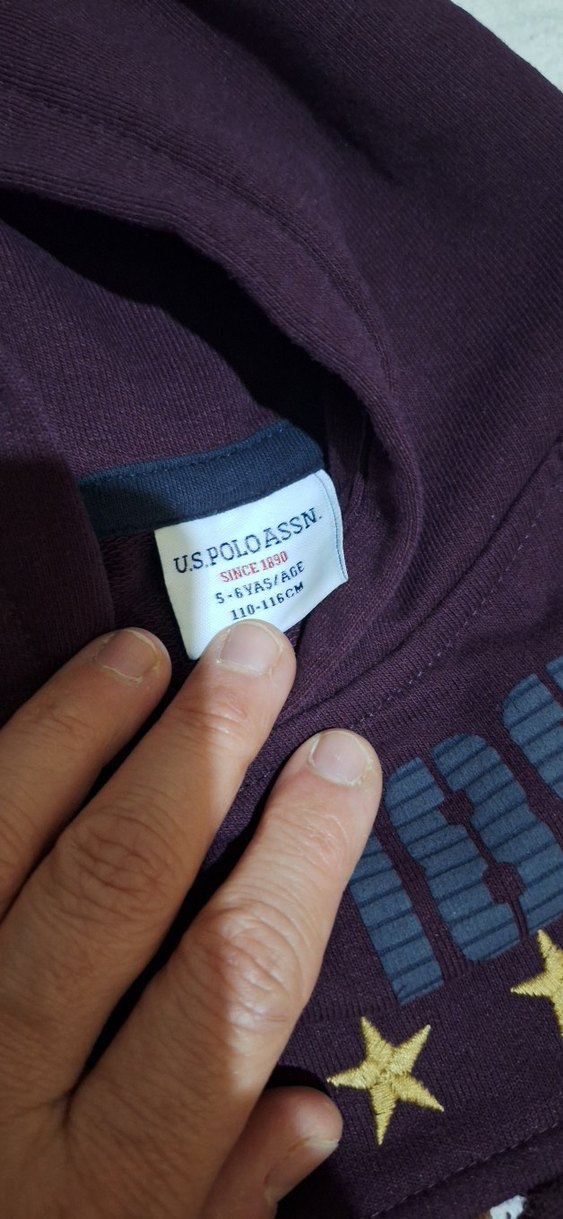 U.S. POLO ASSN.
SINCE 1890
5-6YAS/AGE
110-116CM